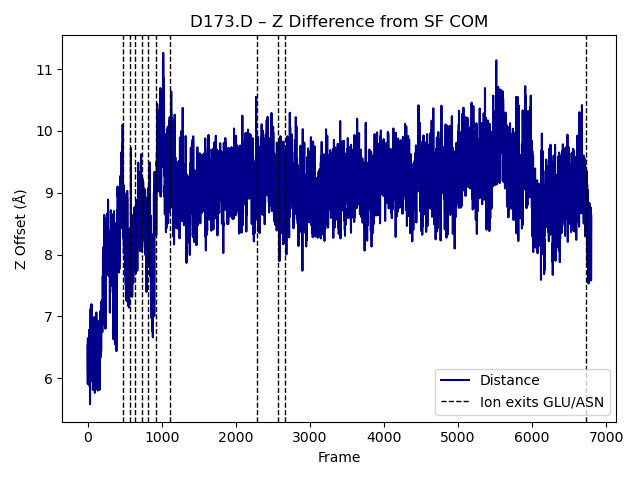 D173.D – Z Difference from SF COM
Z Offset (Å)
11
10
9
8
7
6
0 1000 2000 3000 4000 5000 6000 7000
Frame
Distance
Ion exits GLU/ASN